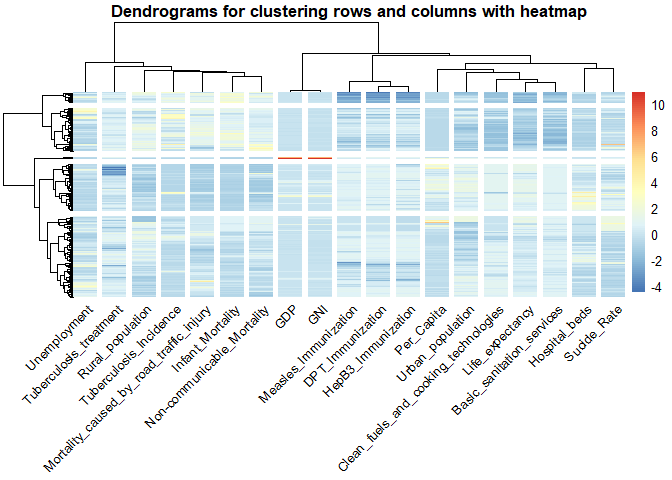 Dendrograms for clustering rows and columns with heatmap
10
8
6
4
2
0
-2
-4
Unemployment
Tuberculosis_treatment
Rural_population
Tuberculosis_Incidence
Mortality_caused_by_road_traffic_injury
Infant_Mortality
Non-communicable_Mortality
GDP
GNI
Measles_Immunization
DPT_Immunization
HepB3_Immunization
Per_Capita
Urban_population
Clean_fuels_and_cooking_technologies
Life_expectancy
Basic_sanitation_services
Hospital_beds
Sudde_Rate